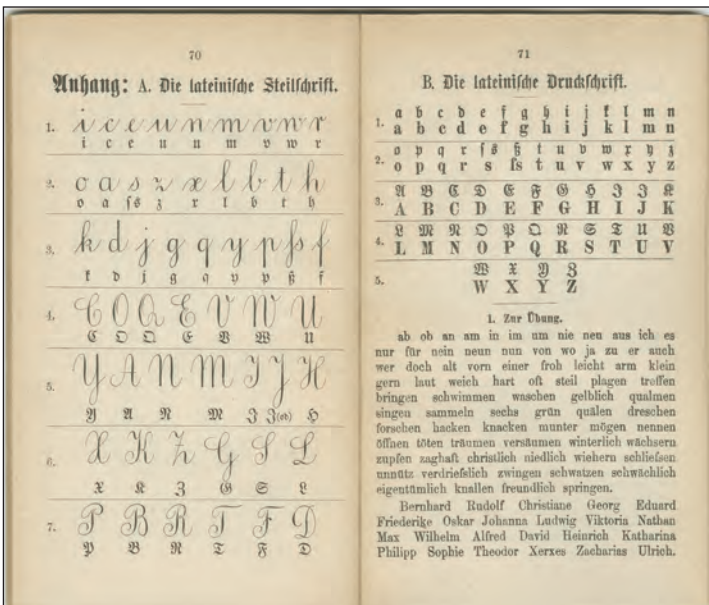 70
Anhang: A. Die lateiniſche Steilſchrift.
1. i c e u n m v w r
i c e u n m v w r
2. o a s z x l b t h
o a ſs z x l b t h
3. k d j g q y p ſs f
k d j g q y p ß f
4. C O Q E V W U
C O Q E V W U
5. Y A N M I J H
Y A N M I J(od) H
6. X K Z G S L
X K Z G S L
7. P B R T F D
P B R T F D
71
B. Die lateiniſche Druckſchrift.
a b c d e f g h i j k l m n
1. a b c d e f g h i j k l m n
o p q r ſ s ß t u v w x y z
2. o p q r s ſs t u v w x y z
A B C D E F G H I J K
3. A B C D E F G H I J K
L M N O P Q R S T U V
4. L M N O P Q R S T U V
W X Y Z
5. W X Y Z
1. Zur Übung.
ab ob an am in im um nie nen aus ich es
nur für nein neun nun von wo ja zu er auch
wer doch alt vorn einer froh leicht arm klein
gern laut weich hart oft steil plagen treffen
bringen schwimmen waschen gelblich qualmen
singen sammeln sechs grün quälen dreschen
forschen hacken knacken munter mögen nennen
öffnen töten träumen versäumen winterlich wächsern
zupfen zaghaft christlich niedlich wiehern schlieſsen
unnütz verdrieſslich zwingen schwatzen schwächlich
eigentümlich knallen freundlich springen.
Bernhard Rudolf Christiane Georg Eduard
Friederike Oskar Johanna Ludwig Viktoria Nathan
Max Wilhelm Alfred David Heinrich Katharina
Philipp Sophie Theodor Xerxes Zacharias Ulrich.